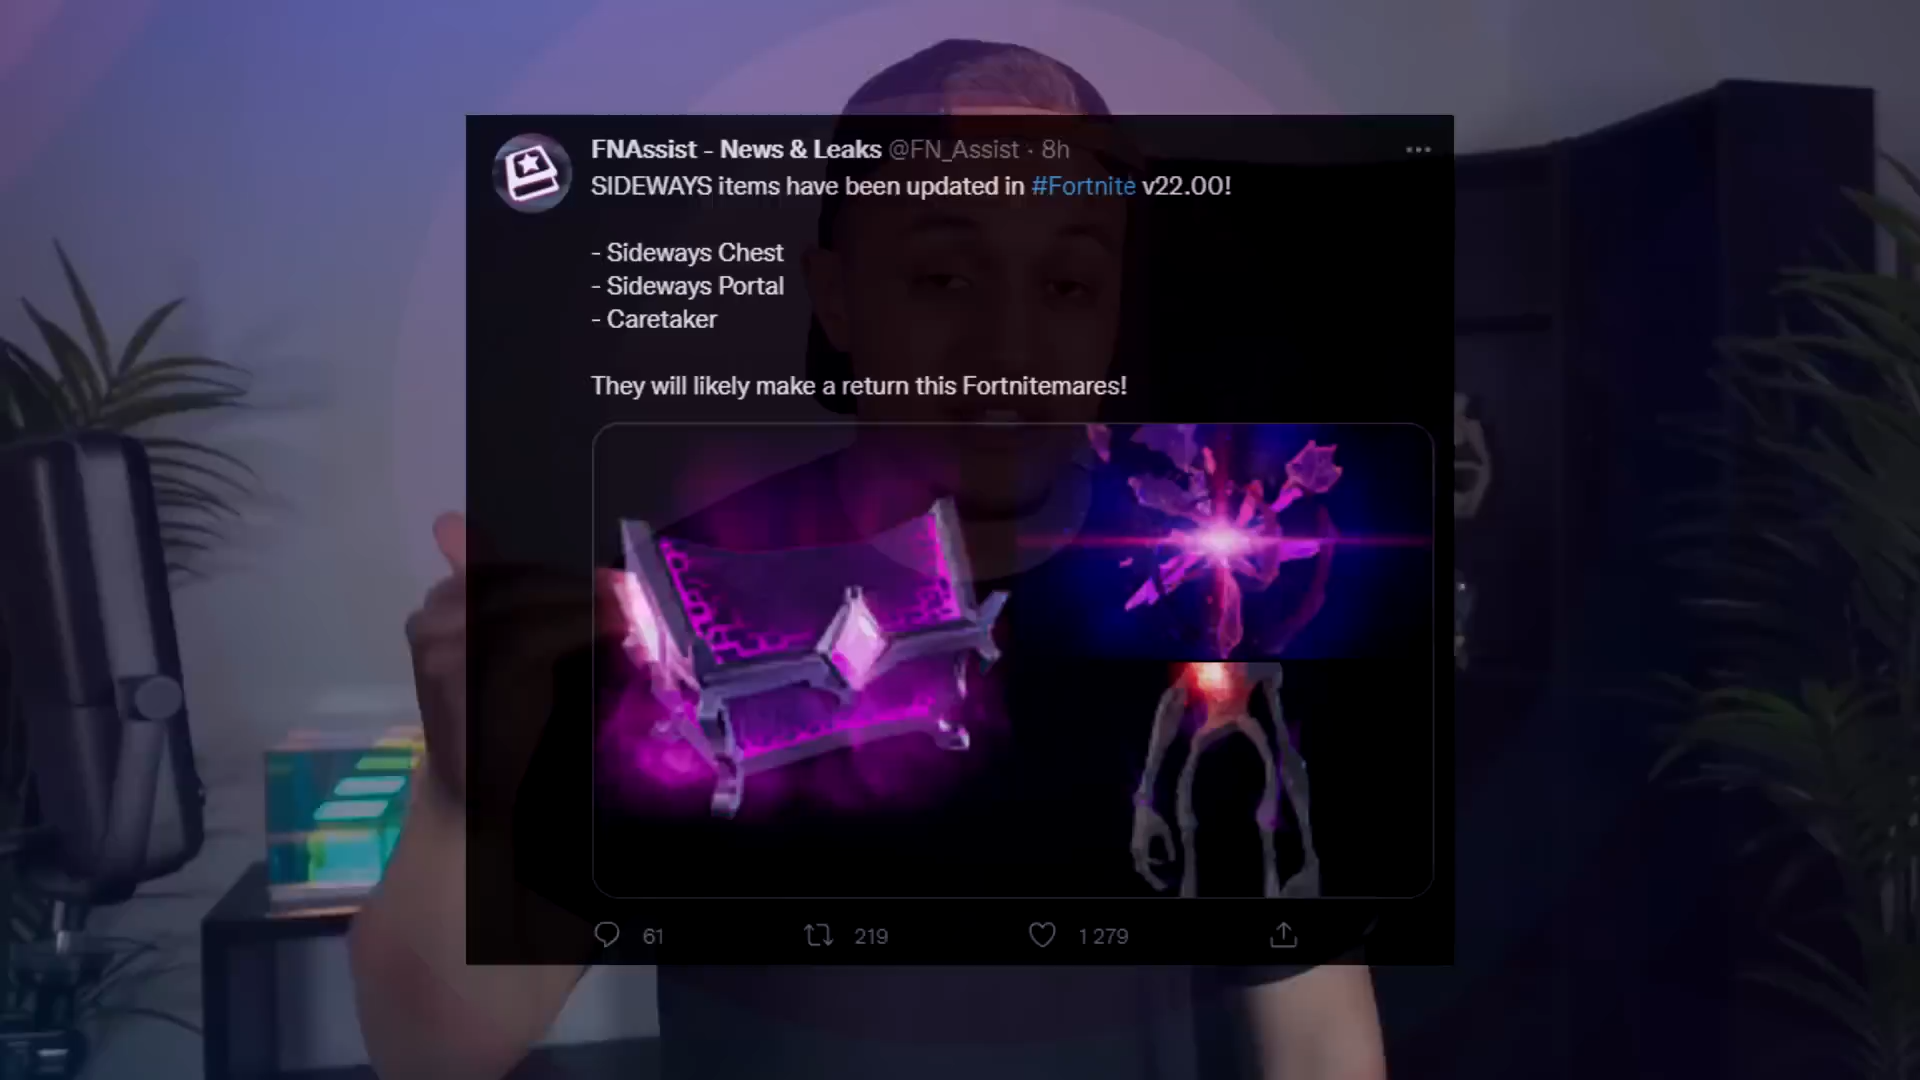 FNAssist - News & Leaks @FN_Assist · 8h
SIDEWAYS items have been updated in #Fortnite v22.00!
- Sideways Chest
- Sideways Portal
- Caretaker
They will likely make a return this Fortnitemares!
61 219 1 279